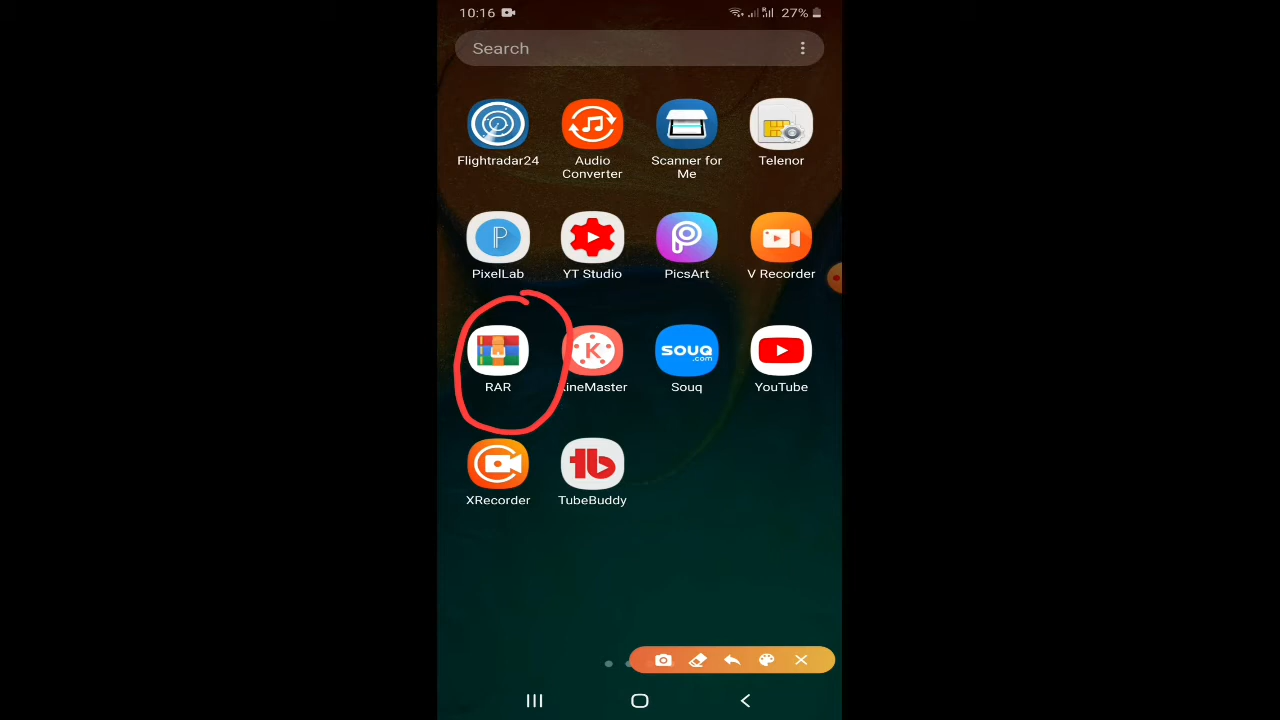 10:16
27%
Search
Flightradar24
Audio
Converter
Scanner for
Me
Telenor
PixelLab
YT Studio
PicsArt
V Recorder
RAR
KineMaster
Souq
YouTube
XRecorder
TubeBuddy
P
K
souq
.com
tb